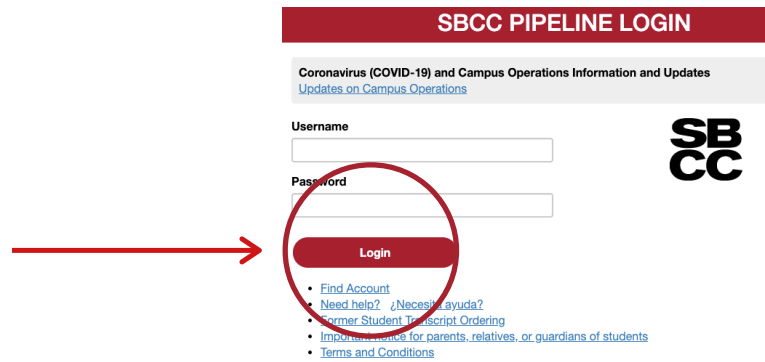 SBCC PIPELINE LOGIN
Coronavirus (COVID-19) and Campus Operations Information and Updates
Updates on Campus Operations
Username
SB
CC
Password
Login
Find Account
Need help? ¿Necesita ayuda?
Former Student Transcript Ordering
Important notice for parents, relatives, or guardians of students
Terms and Conditions